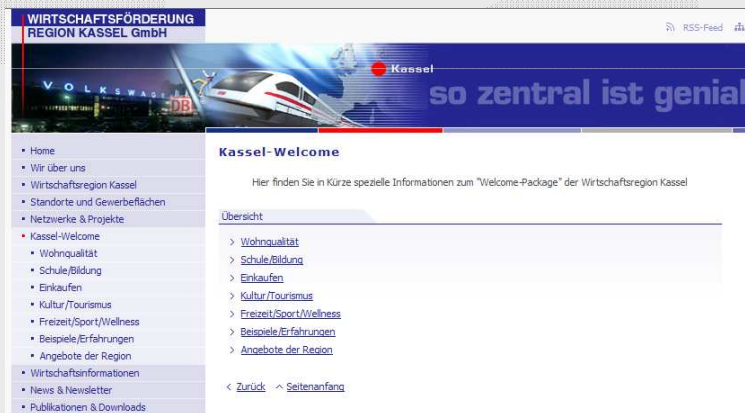 WIRTSCHAFTSFÖRDERUNG
REGION KASSEL GmbH
RSS-Feed
VOLKSWAG
DB
Kassel
so zentral ist genial
Home
Wir über uns
Wirtschaftsregion Kassel
Standorte und Gewerbeflächen
Netzwerke & Projekte
Kassel-Welcome
Wohnqualität
Schule/Bildung
Einkaufen
Kultur/Tourismus
Freizeit/Sport/Wellness
Beispiele/Erfahrungen
Angebote der Region
Wirtschaftsinformationen
News & Newsletter
Publikationen & Downloads
Kassel-Welcome
Hier finden Sie in Kürze spezielle Informationen zum "Welcome-Package" der Wirtschaftsregion Kassel
Übersicht
> Wohnqualität
> Schule/Bildung
> Einkaufen
> Kultur/Tourismus
> Freizeit/Sport/Wellness
> Beispiele/Erfahrungen
> Angebote der Region
< Zurück ^ Seitenanfang